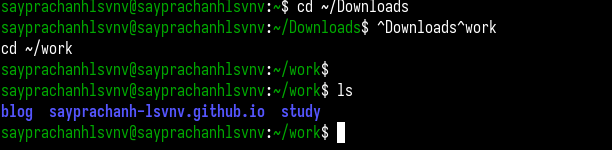 sayprachanhlsvnv@sayprachanhlsvnv:~$ cd ~/Downloads
sayprachanhlsvnv@sayprachanhlsvnv:~/Downloads$ ^Downloads^work
cd ~/work
sayprachanhlsvnv@sayprachanhlsvnv:~/work$
sayprachanhlsvnv@sayprachanhlsvnv:~/work$ ls
blog  sayprachanh-lsvnv.github.io  study
sayprachanhlsvnv@sayprachanhlsvnv:~/work$